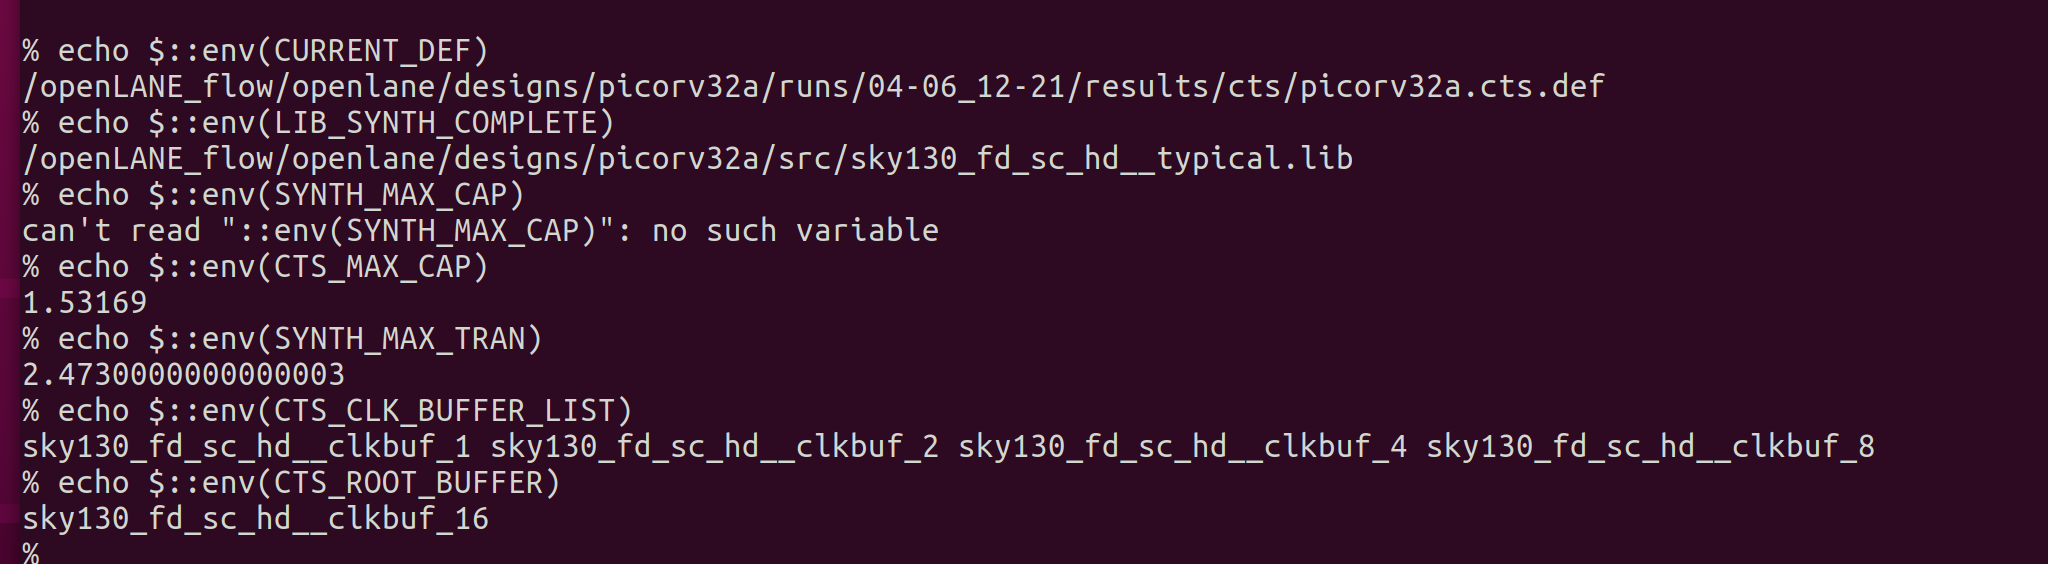 % echo $::env(CURRENT_DEF)
/openLANE_flow/openlane/designs/picorv32a/runs/04-06_12-21/results/cts/picorv32a.cts.def
% echo $::env(LIB_SYNTH_COMPLETE)
/openLANE_flow/openlane/designs/picorv32a/src/sky130_fd_sc_hd__typical.lib
% echo $::env(SYNTH_MAX_CAP)
can't read "::env(SYNTH_MAX_CAP)": no such variable
% echo $::env(CTS_MAX_CAP)
1.53169
% echo $::env(SYNTH_MAX_TRAN)
2.4730000000000003
% echo $::env(CTS_CLK_BUFFER_LIST)
sky130_fd_sc_hd__clkbuf_1 sky130_fd_sc_hd__clkbuf_2 sky130_fd_sc_hd__clkbuf_4 sky130_fd_sc_hd__clkbuf_8
% echo $::env(CTS_ROOT_BUFFER)
sky130_fd_sc_hd__clkbuf_16
%